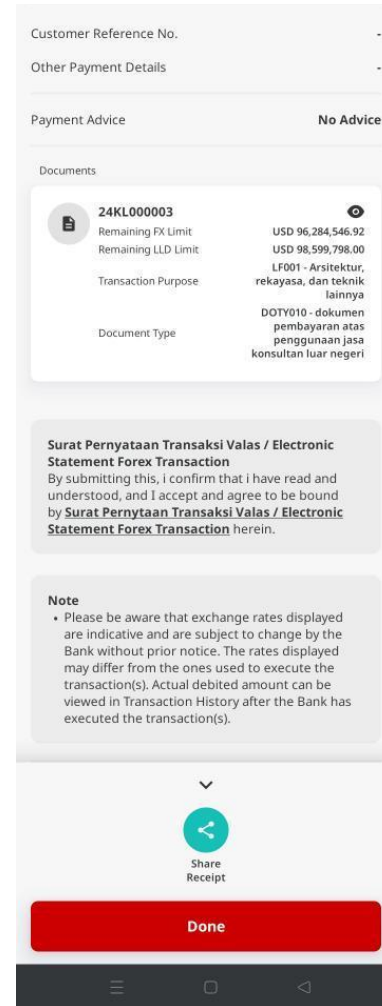 Customer Reference No. -
Other Payment Details -
Payment Advice No Advice
Documents
24KL000003
Remaining FX Limit USD 96,284,546.92
Remaining LLD Limit USD 98,599,798.00
Transaction Purpose LF001 - Arsitektur,
rekayasa, dan teknik
lainnya
Document Type DOTY010 - dokumen
pembayaran atas
penggunaan jasa
konsultan luar negeri
Surat Pernyataan Transaksi Valas / Electronic
Statement Forex Transaction
By submitting this, i confirm that i have read and
understood, and I accept and agree to be bound
by Surat Pernytaan Transaksi Valas / Electronic
Statement Forex Transaction herein.
Note
• Please be aware that exchange rates displayed
are indicative and are subject to change by the
Bank without prior notice. The rates displayed
may differ from the ones used to execute the
transaction(s). Actual debited amount can be
viewed in Transaction History after the Bank has
executed the transaction(s).
Share
Receipt
Done